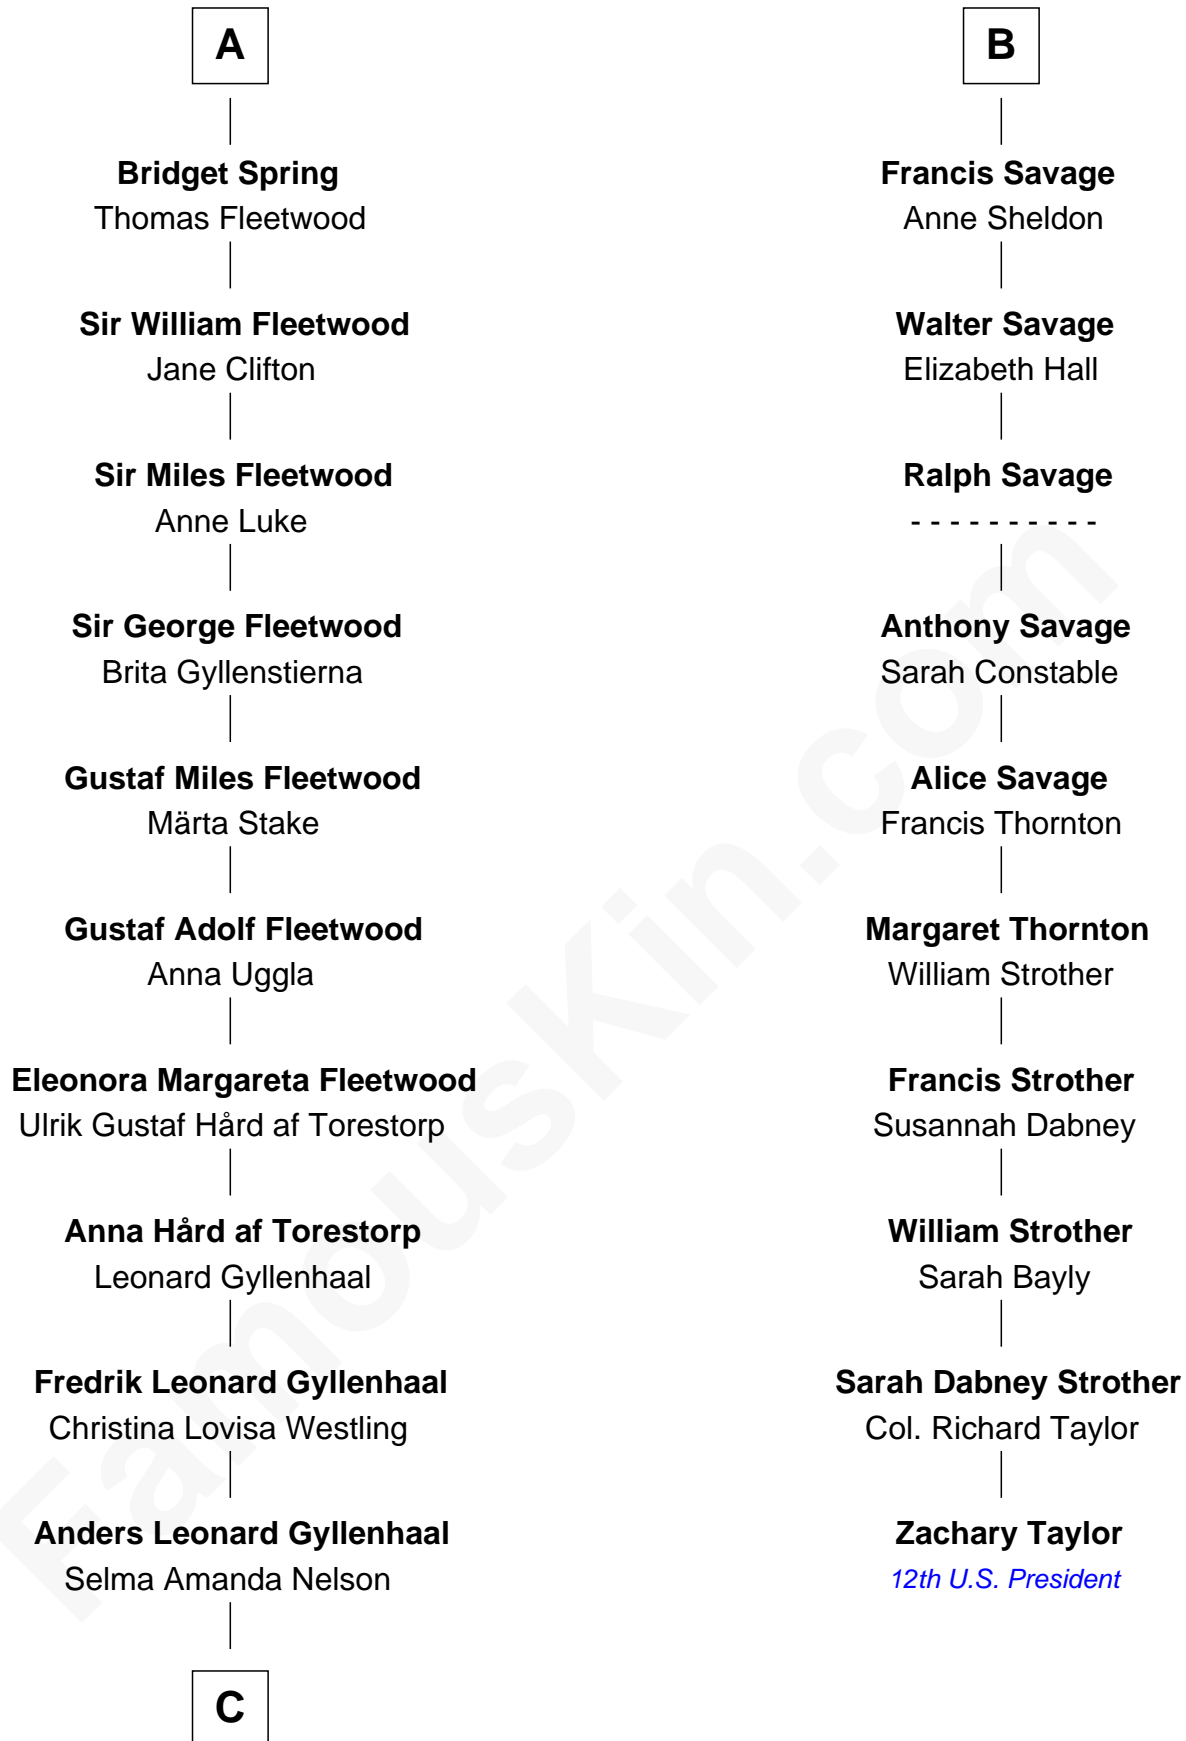 A
Bridget Spring
Thomas Fleetwood
Sir William Fleetwood
Jane Clifton
Sir Miles Fleetwood
Anne Luke
Sir George Fleetwood
Brita Gyllenstierna
Gustaf Miles Fleetwood
Märta Stake
Gustaf Adolf Fleetwood
Anna Uggla
Eleonora Margareta Fleetwood
Ulrik Gustaf Hård af Torestorp
Anna Hård af Torestorp
Leonard Gyllenhaal
Fredrik Leonard Gyllenhaal
Christina Lovisa Westling
Anders Leonard Gyllenhaal
Selma Amanda Nelson
C
B
Francis Savage
Anne Sheldon
Walter Savage
Elizabeth Hall
Ralph Savage
- - - - - - - - - -
Anthony Savage
Sarah Constable
Alice Savage
Francis Thornton
Margaret Thornton
William Strother
Francis Strother
Susannah Dabney
William Strother
Sarah Bayly
Sarah Dabney Strother
Col. Richard Taylor
Zachary Taylor
12th U.S. President
FamousKin.com